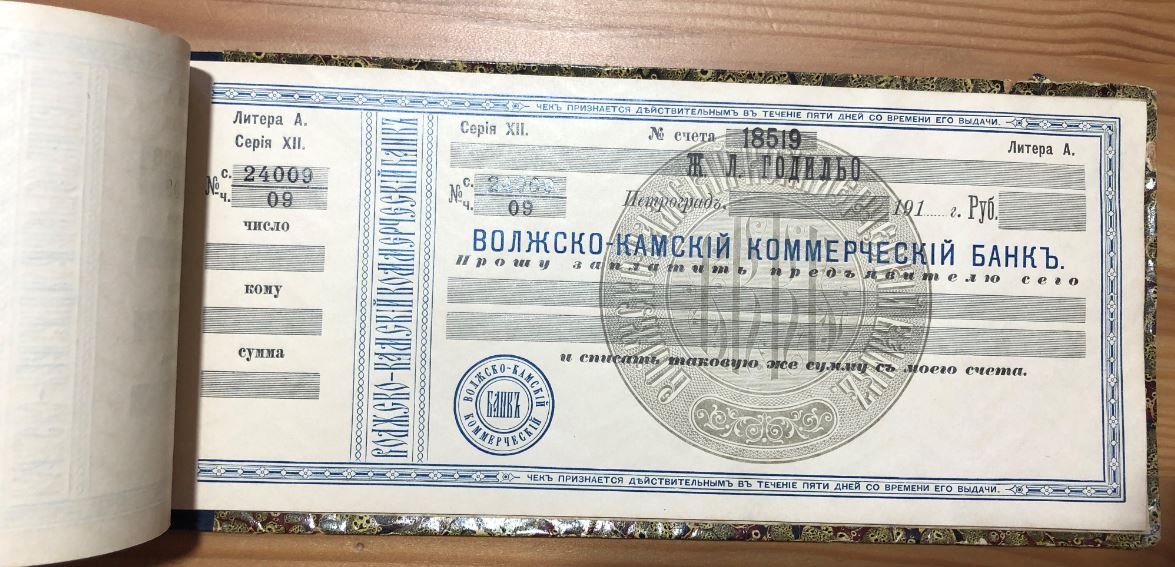 Литера А.
Серія XII.
№ с. 24009
ч. 09
число
кому
сумма
ВОЛЖСКО-КАМСКІЙ КОММЕРЧЕСКІЙ БАНКЪ
ЧЕКЪ ПРИЗНАЕТСЯ ДѢЙСТВИТЕЛЬНЫМЪ ВЪ ТЕЧЕНІЕ ПЯТИ ДНЕЙ СО ВРЕМЕНИ ЕГО ВЫДАЧИ.
Серія XII. № счета 18519 Литера А.
Ж. Л. ГОДИЛЬО
№ с.
ч. 09
Петроградъ. 191 г. Руб.
ВОЛЖСКО-КАМСКІЙ КОММЕРЧЕСКІЙ БАНКЪ.
Прошу заплатить предъявителю сего
и списать таковую же сумму съ моего счета.
ВОЛЖСКО-КАМСКІЙ
БАНКЪ
КОММЕРЧЕСКІЙ
ЧЕКЪ ПРИЗНАЕТСЯ ДѢЙСТВИТЕЛЬНЫМЪ ВЪ ТЕЧЕНІЕ ПЯТИ ДНЕЙ СО ВРЕМЕНИ ЕГО ВЫДАЧИ.